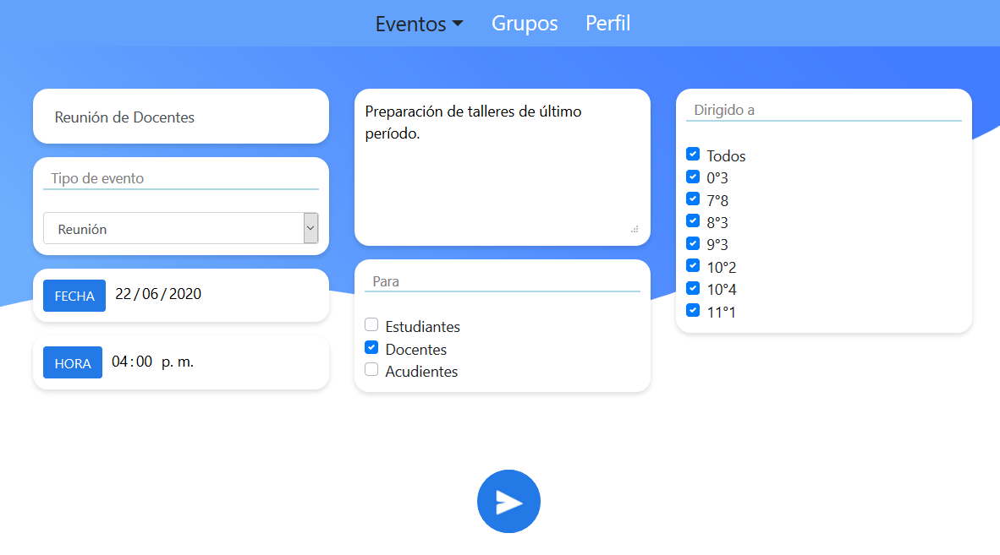 Eventos
Grupos
Perfil
Reunión de Docentes
Tipo de evento
Reunión
FECHA 22/06/2020
HORA 04:00 p. m.
Preparación de talleres de último
período.
Para
Estudiantes
Docentes
Acudientes
Dirigido a
Todos
0°3
7°8
8°3
9°3
10°2
10°4
11°1